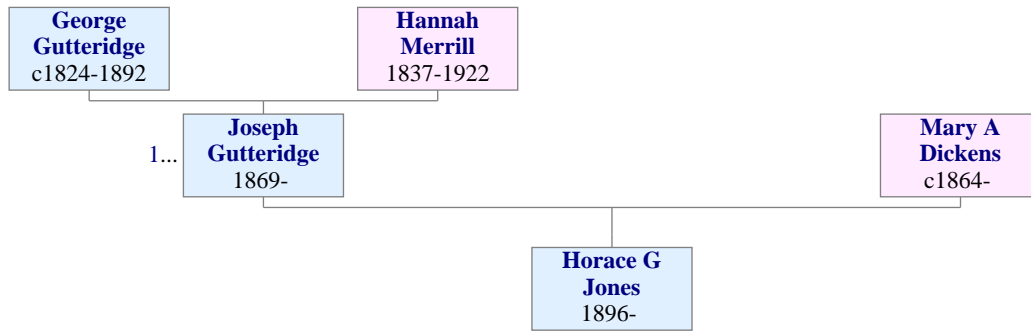 George
Gutteridge
c1824-1892
Hannah
Merrill
1837-1922
1...
Joseph
Gutteridge
1869-
Mary A
Dickens
c1864-
Horace G
Jones
1896-